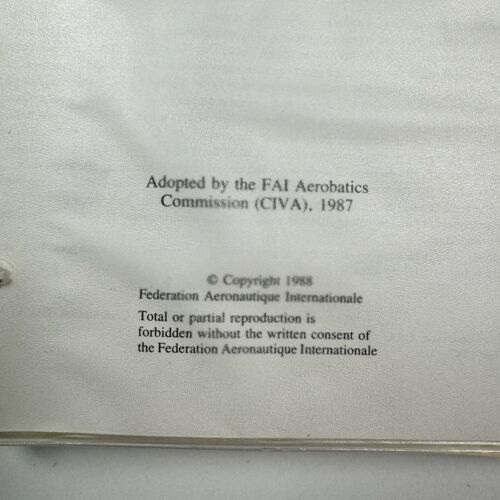 Adopted by the FAI Aerobatics
Commission (CIVA), 1987
© Copyright 1988
Federation Aeronautique Internationale
Total or partial reproduction is
forbidden without the written consent of
the Federation Aeronautique Internationale